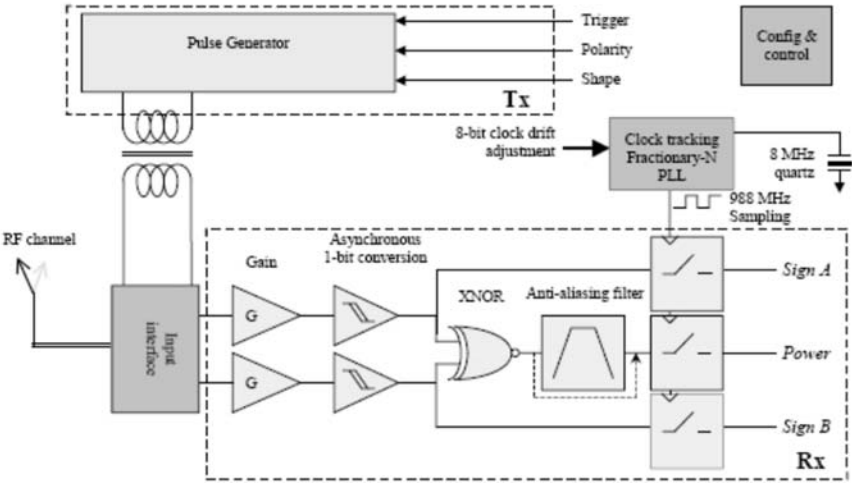 Pulse Generator
Trigger
Polarity
Shape
Tx
Config &
control
8-bit clock drift
adjustment
Clock tracking
Fractionary-N
PLL
8 MHz
quartz
988 MHz
Sampling
RF channel
Input
interface
Gain
Asynchronous
1-bit conversion
G
G
XNOR
Anti-aliasing filter
Sign A
Power
Sign B
Rx